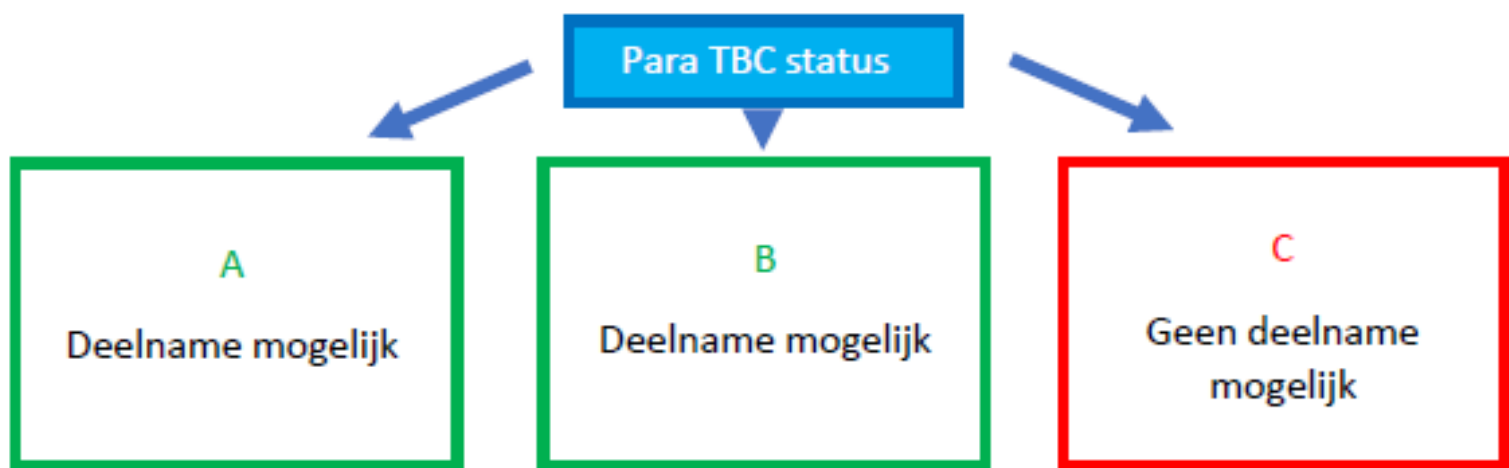 Para TBC status
A
Deelname mogelijk
B
Deelname mogelijk
C
Geen deelname
mogelijk